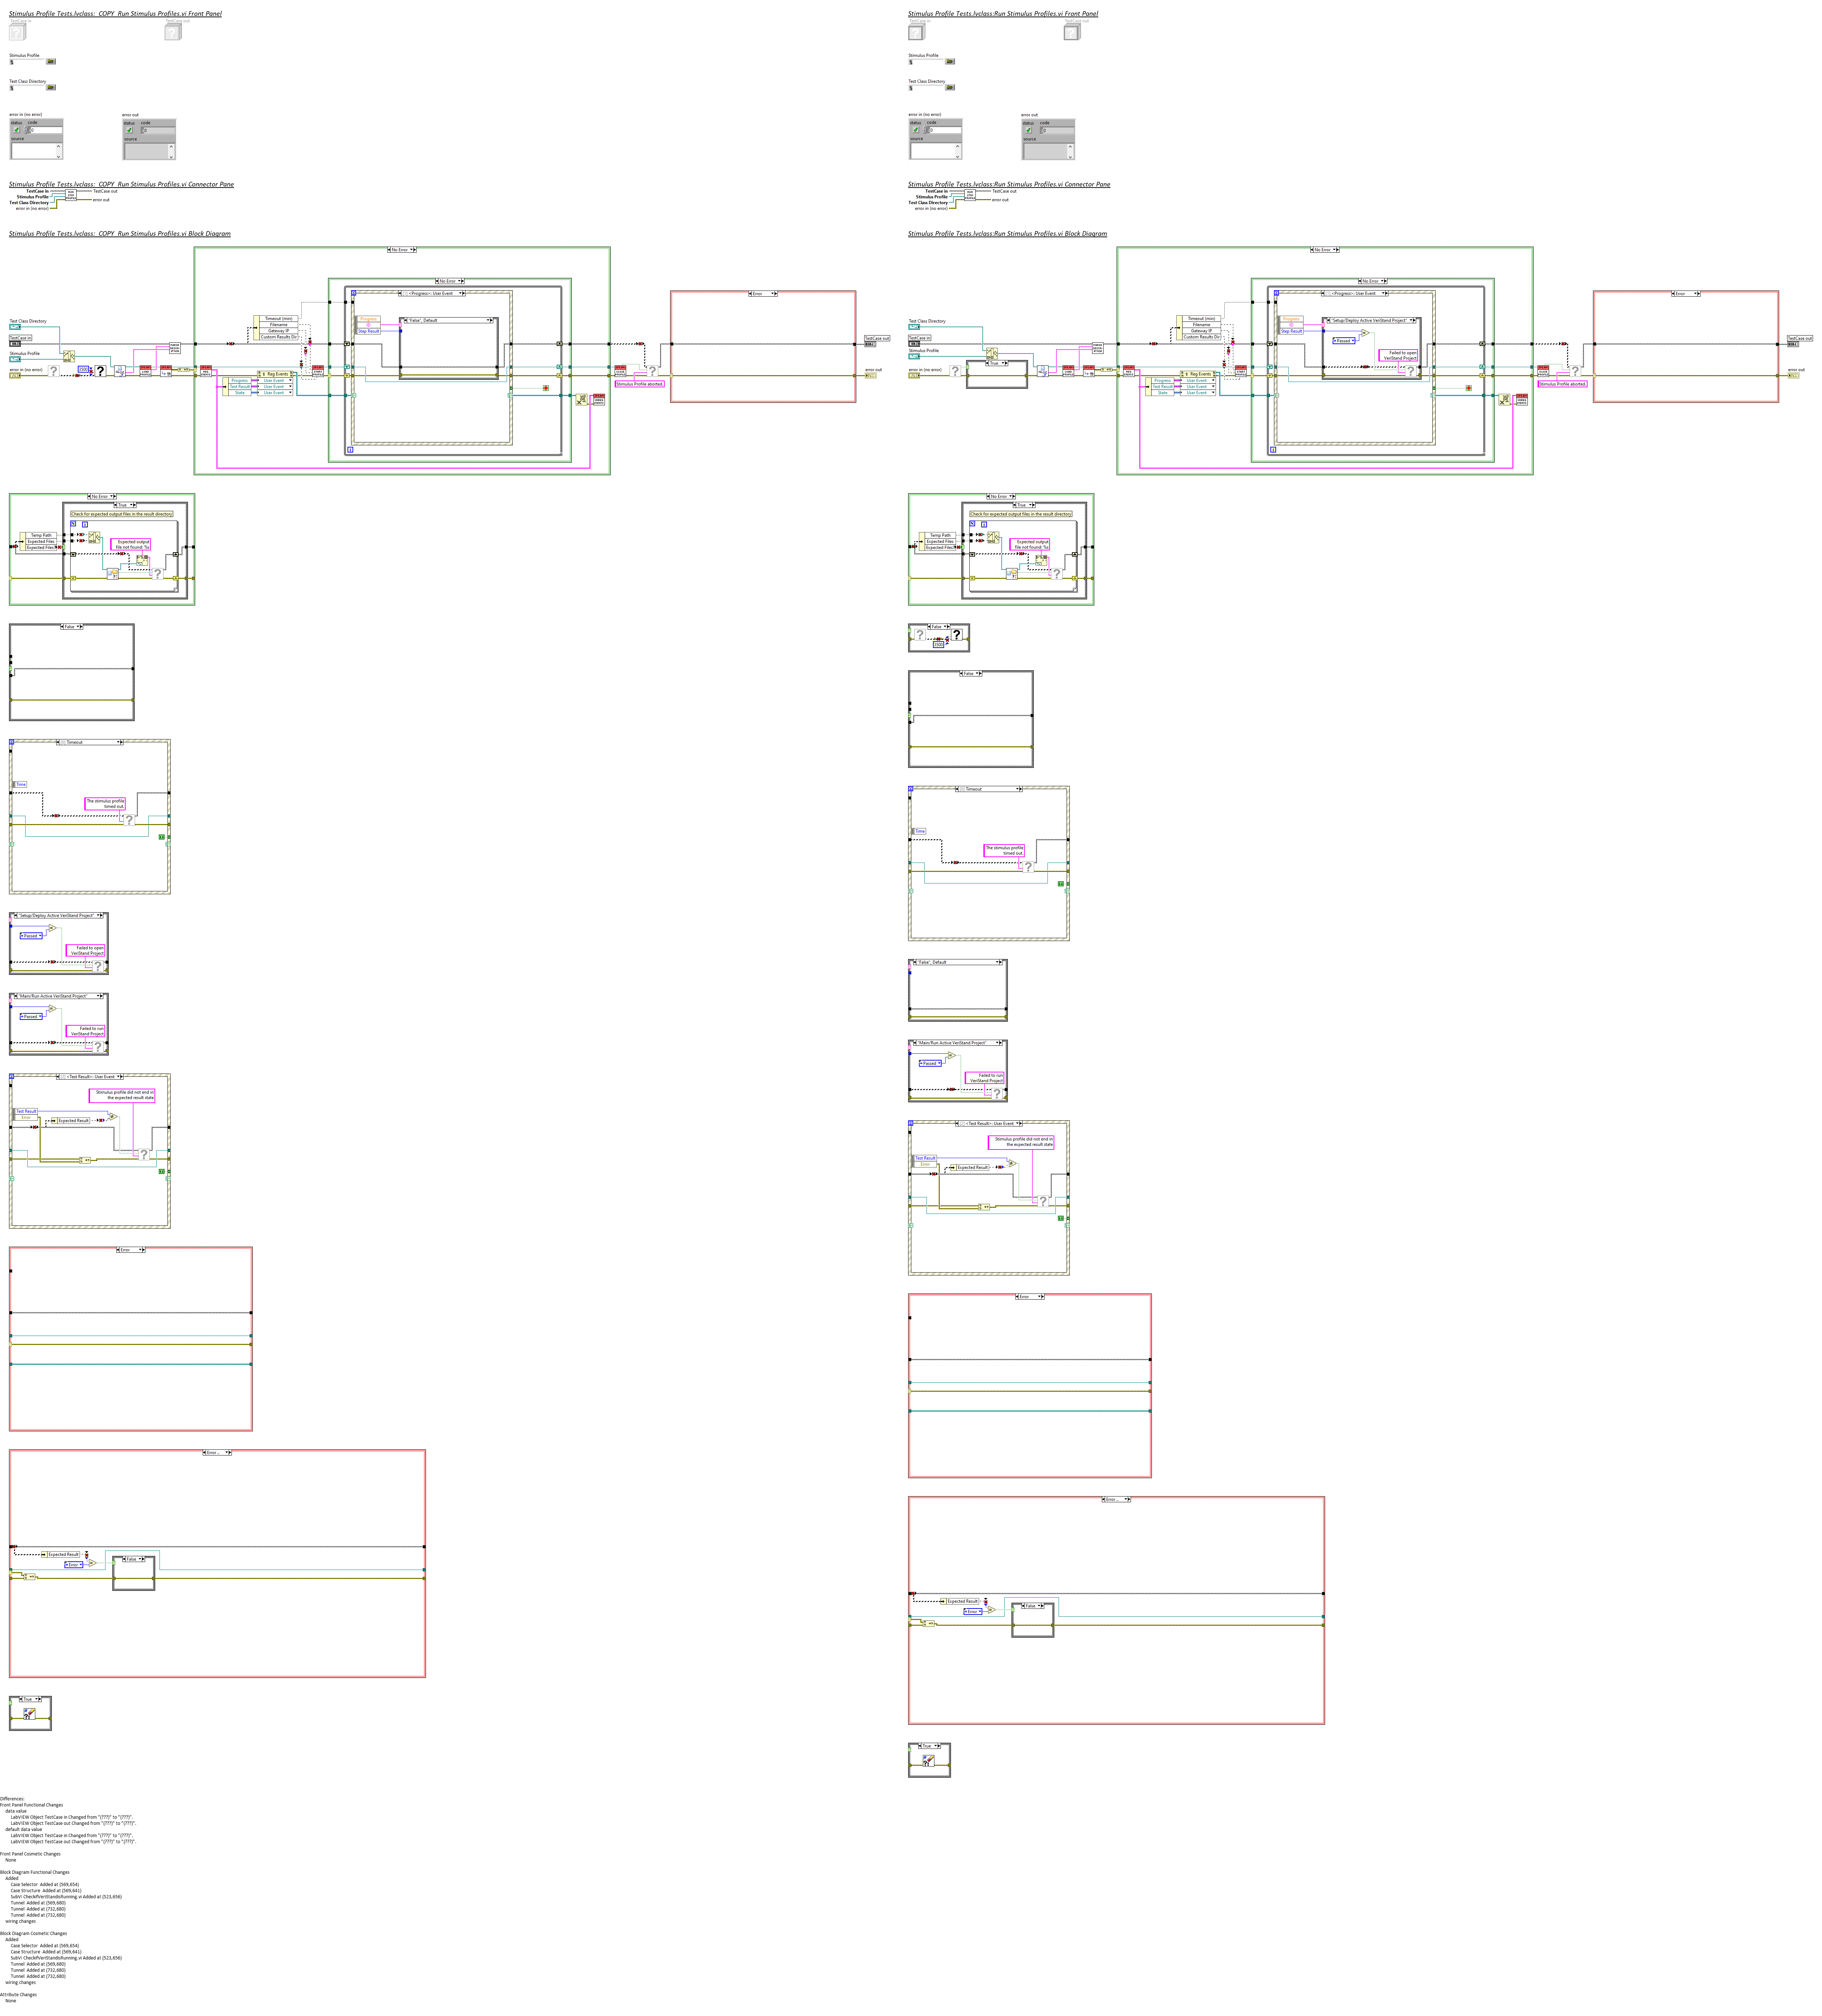 Stimulus Profile Tests.lvclass:_COPY_Run Stimulus Profiles.vi Front Panel
TestCase in
TestCase out
Stimulus Profile
Test Class Directory
error in (no error)
status code
0
source
error out
status code
0
source
Stimulus Profile Tests.lvclass:_COPY_Run Stimulus Profiles.vi Connector Pane
TestCase in
Stimulus Profile
Test Class Directory
error in (no error)
TestCase out
error out
Stimulus Profile Tests.lvclass:_COPY_Run Stimulus Profiles.vi Block Diagram
No Error
No Error
<Progress>: User Event
Timeout (min)
Filename
Gateway IP
Custom Results Dir
Progress
ID
Step Result
"False", Default
Error
Test Class Directory
TestCase in
Stimulus Profile
error in (no error)
Reg Events
Progress
User Event
Test Result
User Event
State
User Event
Stimulus Profile aborted.
TestCase out
error out
No Error
True
Check for expected output files in the result directory
Temp Path
Expected Files
Expected Files
Expected output
file not found: %s
False
Timeout
Time
The stimulus profile
timed out.
"Setup/Deploy Active VeriStand Project"
Passed
Failed to open
VeriStand Project
"Main/Run Active VeriStand Project"
Passed
Failed to run
VeriStand Project
<Test Result>: User Event
Stimulus profile did not end in
the expected result state
Test Result
Error
Expected Result
Error
Error
Expected Result
Error
False
True
Stimulus Profile Tests.lvclass:Run Stimulus Profiles.vi Front Panel
TestCase in
TestCase out
Stimulus Profile
Test Class Directory
error in (no error)
status code
0
source
error out
status code
0
source
Stimulus Profile Tests.lvclass:Run Stimulus Profiles.vi Connector Pane
TestCase in
Stimulus Profile
Test Class Directory
error in (no error)
TestCase out
error out
Stimulus Profile Tests.lvclass:Run Stimulus Profiles.vi Block Diagram
No Error
No Error
<Progress>: User Event
Timeout (min)
Filename
Gateway IP
Custom Results Dir
Progress
ID
Step Result
"Setup/Deploy Active VeriStand Project"
Passed
Failed to open
VeriStand Project
Error
Test Class Directory
TestCase in
Stimulus Profile
error in (no error)
True
Reg Events
Progress
User Event
Test Result
User Event
State
User Event
Stimulus Profile aborted.
TestCase out
error out
No Error
True
Check for expected output files in the result directory
Temp Path
Expected Files
Expected Files
Expected output
file not found: %s
False
False
Timeout
Time
The stimulus profile
timed out.
"False", Default
"Main/Run Active VeriStand Project"
Passed
Failed to run
VeriStand Project
<Test Result>: User Event
Stimulus profile did not end in
the expected result state
Test Result
Error
Expected Result
Error
Error
Expected Result
Error
False
True
Differences:
Front Panel Functional Changes
data value
LabVIEW Object TestCase in Changed from "(???)" to "(???)".
LabVIEW Object TestCase out Changed from "(???)" to "(???)".
default data value
LabVIEW Object TestCase in Changed from "(???)" to "(???)".
LabVIEW Object TestCase out Changed from "(???)" to "(???)".
Front Panel Cosmetic Changes
None
Block Diagram Functional Changes
Added
Case Selector Added at (569,654)
Case Structure Added at (569,641)
SubVI CheckIfVeriStandIsRunning.vi Added at (523,656)
Tunnel Added at (569,680)
Tunnel Added at (732,680)
Tunnel Added at (732,680)
wiring changes
Block Diagram Cosmetic Changes
Added
Case Selector Added at (569,654)
Case Structure Added at (569,641)
SubVI CheckIfVeriStandIsRunning.vi Added at (523,656)
Tunnel Added at (569,680)
Tunnel Added at (732,680)
Tunnel Added at (732,680)
wiring changes
Attribute Changes
None